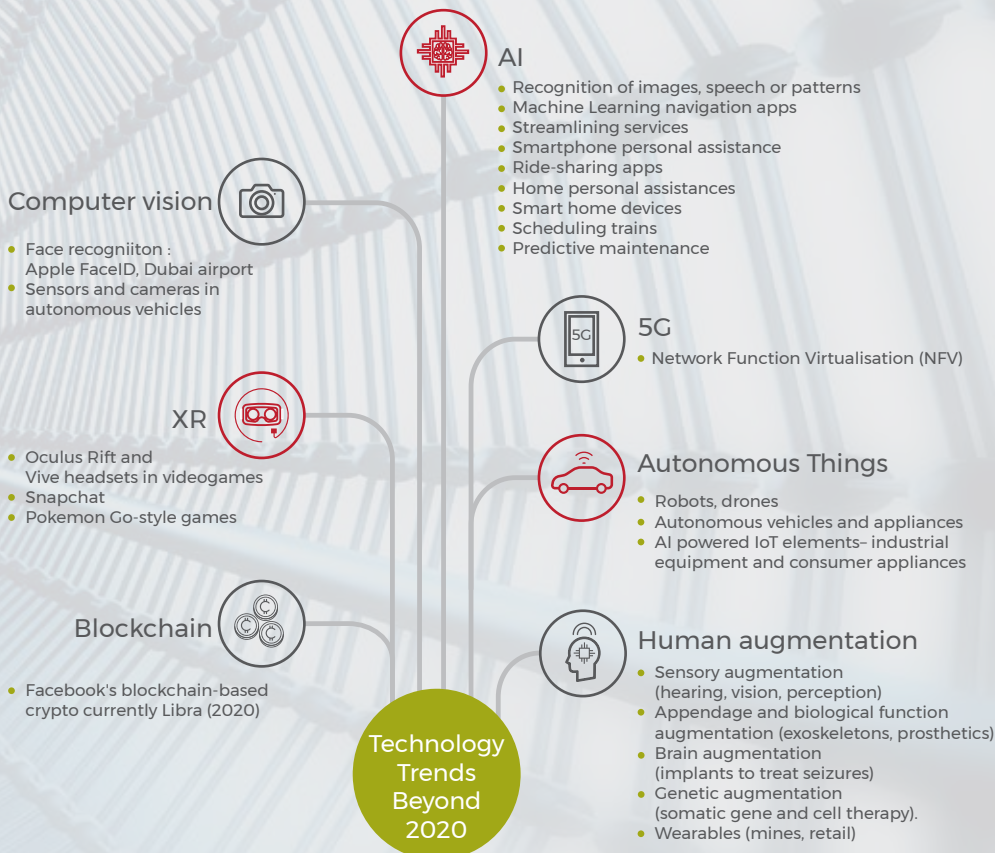 AI
Recognition of images, speech or patterns
Machine Learning navigation apps
Streamlining services
Smartphone personal assistance
Ride-sharing apps
Home personal assistances
Smart home devices
Scheduling trains
Predictive maintenance
Computer vision
Face recogniiton :
Apple FaceID, Dubai airport
Sensors and cameras in
autonomous vehicles
5G
5G
Network Function Virtualisation (NFV)
XR
Oculus Rift and
Vive headsets in videogames
Snapchat
Pokemon Go-style games
Autonomous Things
Robots, drones
Autonomous vehicles and appliances
AI powered IoT elements– industrial
equipment and consumer appliances
Blockchain
Facebook's blockchain-based
crypto currently Libra (2020)
Human augmentation
Sensory augmentation
(hearing, vision, perception)
Appendage and biological function
augmentation (exoskeletons, prosthetics)
Brain augmentation
(implants to treat seizures)
Genetic augmentation
(somatic gene and cell therapy).
Wearables (mines, retail)
Technology
Trends
Beyond
2020